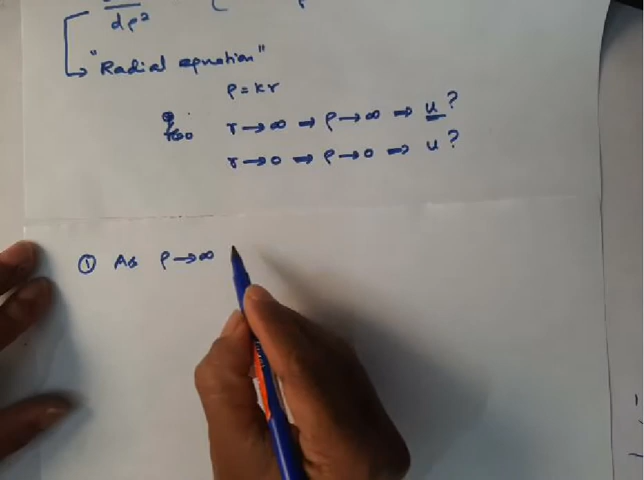 dρ²
"Radial equation"
ρ = kr
r → ∞ ⇒ ρ → ∞ ⇒ u ?
r → 0 ⇒ ρ → 0 ⇒ u ?
① As ρ → ∞